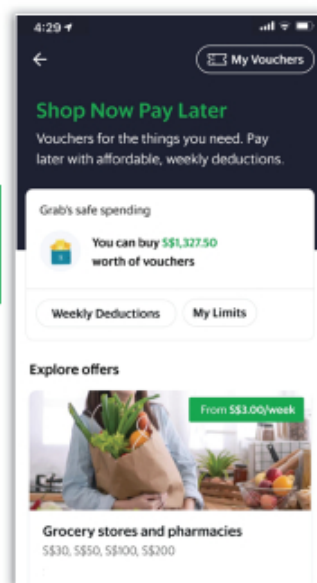 4:29
My Vouchers
Shop Now Pay Later
Vouchers for the things you need. Pay
later with affordable, weekly deductions.
Grab's safe spending
You can buy S$1,327.50
worth of vouchers
Weekly Deductions
My Limits
Explore offers
From S$3.00/week
Grocery stores and pharmacies
S$30, S$50, S$100, S$200